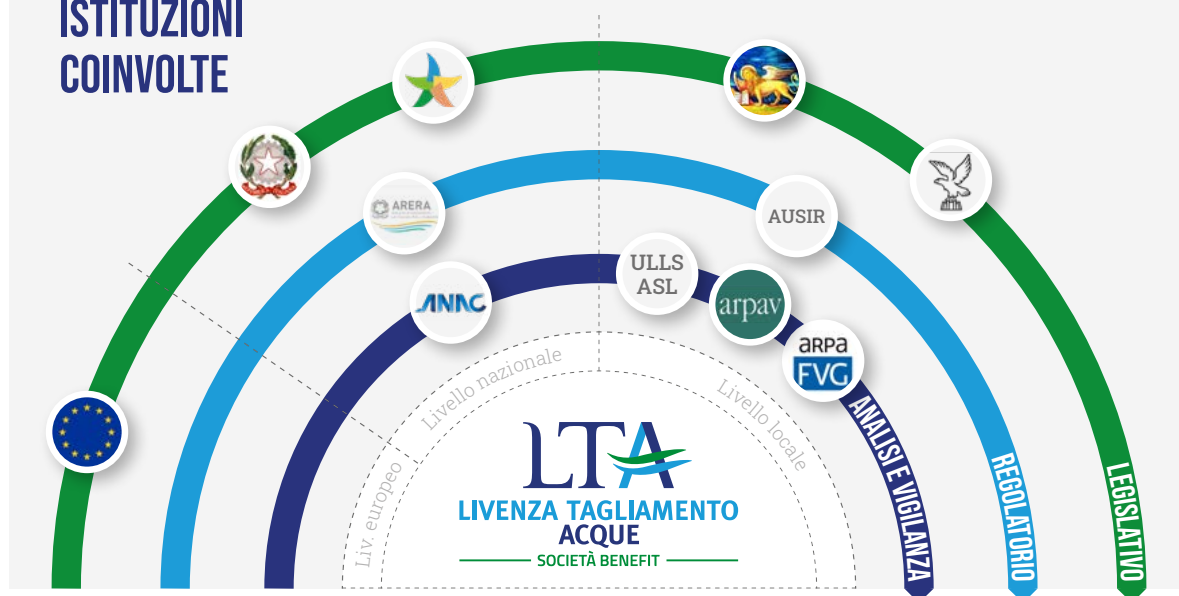 ISTITUZIONI
COINVOLTE
ARERA
AUSIR
ULLS
ASL
ANAC
arpav
aRPa
FVG
Livello nazionale
Livello locale
Liv. europeo
LTA
LIVENZA TAGLIAMENTO
ACQUE
SOCIETÀ BENEFIT
ANALISI E VIGILANZA
REGOLATORIO
LEGISLATIVO